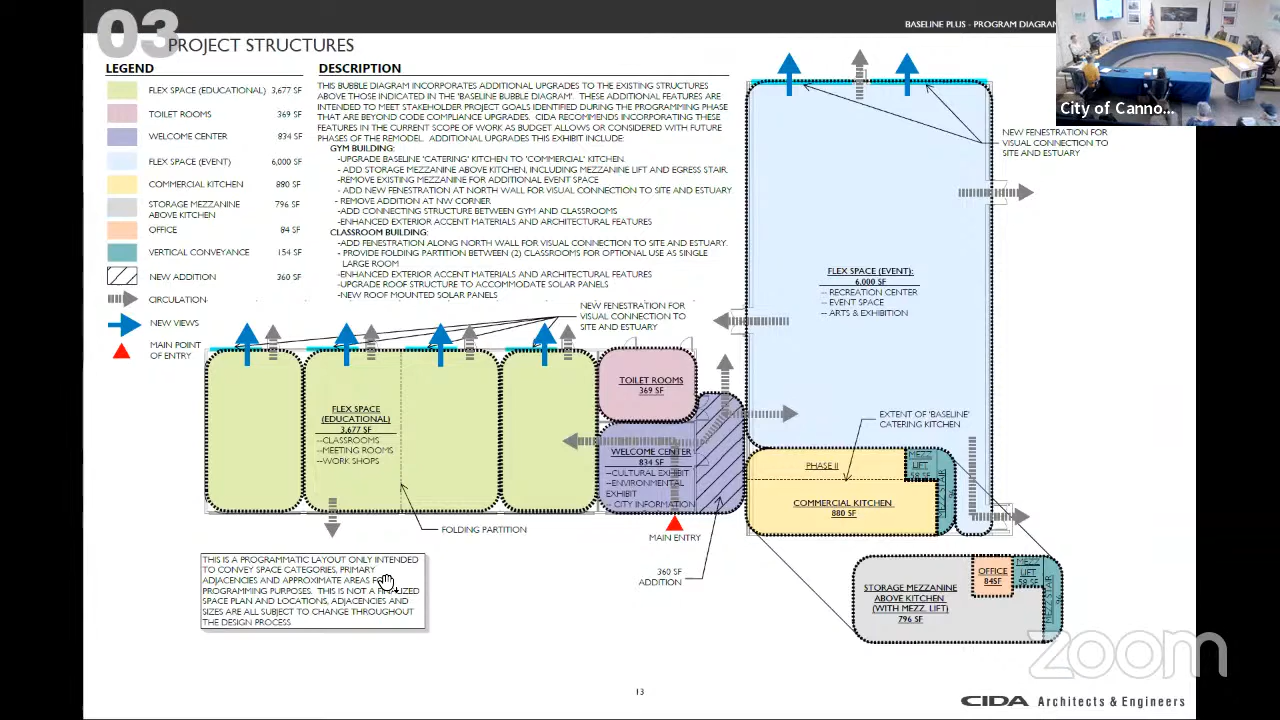 03
PROJECT STRUCTURES
BASELINE PLUS - PROGRAM DIAGRAM
City of Canno...
LEGEND
FLEX SPACE (EDUCATIONAL) 3,677 SF
TOILET ROOMS 369 SF
WELCOME CENTER 834 SF
FLEX SPACE (EVENT) 6,000 SF
COMMERCIAL KITCHEN 880 SF
STORAGE MEZZANINE 796 SF
ABOVE KITCHEN
OFFICE 84 SF
VERTICAL CONVEYANCE 154 SF
NEW ADDITION 360 SF
CIRCULATION
NEW VIEWS
MAIN POINT
OF ENTRY
DESCRIPTION
THIS BUBBLE DIAGRAM INCORPORATES ADDITIONAL UPGRADES TO THE EXISTING STRUCTURES
ABOVE THOSE INDICATED IN THE 'BASELINE BUBBLE DIAGRAM'. THESE ADDITIONAL FEATURES ARE
INTENDED TO MEET STAKEHOLDER PROJECT GOALS IDENTIFIED DURING THE PROGRAMMING PHASE
THAT ARE BEYOND CODE COMPLIANCE UPGRADES. CIDA RECOMMENDS INCORPORATING THESE
FEATURES IN THE CURRENT SCOPE OF WORK AS BUDGET ALLOWS OR CONSIDERED WITH FUTURE
PHASES OF THE REMODEL. ADDITIONAL UPGRADES THIS EXHIBIT INCLUDE:
GYM BUILDING:
-UPGRADE BASELINE 'CATERING' KITCHEN TO 'COMMERCIAL' KITCHEN.
- ADD STORAGE MEZZANINE ABOVE KITCHEN, INCLUDING MEZZANINE LIFT AND EGRESS STAIR.
-REMOVE EXISTING MEZZANINE FOR ADDITIONAL EVENT SPACE
- ADD NEW FENESTRATION AT NORTH WALL FOR VISUAL CONNECTION TO SITE AND ESTUARY
- REMOVE ADDITION AT NW CORNER
-ADD CONNECTING STRUCTURE BETWEEN GYM AND CLASSROOMS
-ENHANCED EXTERIOR ACCENT MATERIALS AND ARCHITECTURAL FEATURES
CLASSROOM BUILDING:
-ADD FENESTRATION ALONG NORTH WALL FOR VISUAL CONNECTION TO SITE AND ESTUARY.
- PROVIDE FOLDING PARTITION BETWEEN (2) CLASSROOMS FOR OPTIONAL USE AS SINGLE
LARGE ROOM
-ENHANCED EXTERIOR ACCENT MATERIALS AND ARCHITECTURAL FEATURES
-UPGRADE ROOF STRUCTURE TO ACCOMMODATE SOLAR PANELS
-NEW ROOF MOUNTED SOLAR PANELS
NEW FENESTRATION FOR
VISUAL CONNECTION TO
SITE AND ESTUARY
NEW FENESTRATION FOR
VISUAL CONNECTION TO
SITE AND ESTUARY
FLEX SPACE (EVENT):
6,000 SF
-- RECREATION CENTER
-- EVENT SPACE
-- ARTS & EXHIBITION
TOILET ROOMS
369 SF
FLEX SPACE
(EDUCATIONAL)
3,677 SF
--CLASSROOMS
--MEETING ROOMS
--WORK SHOPS
WELCOME CENTER
834 SF
--CULTURAL EXHIBIT
--ENVIRONMENTAL
EXHIBIT
-- CITY INFORMATION
EXTENT OF 'BASELINE'
CATERING KITCHEN
PHASE II
MEZZ
LIFT
58 SF
MEZZ STAIR
96
COMMERCIAL KITCHEN
880 SF
FOLDING PARTITION
MAIN ENTRY
360 SF
ADDITION
THIS IS A PROGRAMMATIC LAYOUT ONLY INTENDED
TO CONVEY SPACE CATEGORIES, PRIMARY
ADJACENCIES AND APPROXIMATE AREAS FOR
PROGRAMMING PURPOSES. THIS IS NOT A FINALIZED
SPACE PLAN AND LOCATIONS, ADJACENCIES AND
SIZES ARE ALL SUBJECT TO CHANGE THROUGHOUT
THE DESIGN PROCESS
STORAGE MEZZANINE
ABOVE KITCHEN
(WITH MEZZ. LIFT)
796 SF
OFFICE
84SF
MEZZ
LIFT
58 SF
MEZZ STAIR
96
zoom
13
CIDA Architects & Engineers